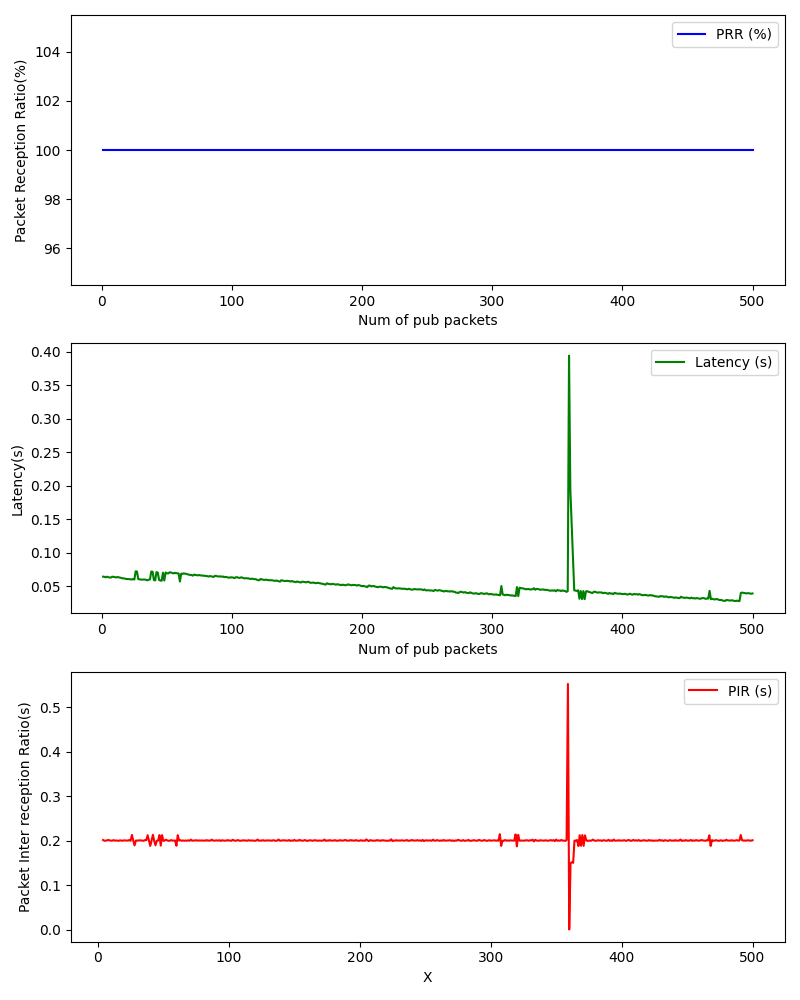 PRR (%)
Packet Reception Ratio(%)
104
102
100
98
96
0 100 200 300 400 500
Num of pub packets
Latency (s)
Latency(s)
0.40
0.35
0.30
0.25
0.20
0.15
0.10
0.05
0 100 200 300 400 500
Num of pub packets
PIR (s)
Packet Inter reception Ratio(s)
0.5
0.4
0.3
0.2
0.1
0.0
0 100 200 300 400 500
X